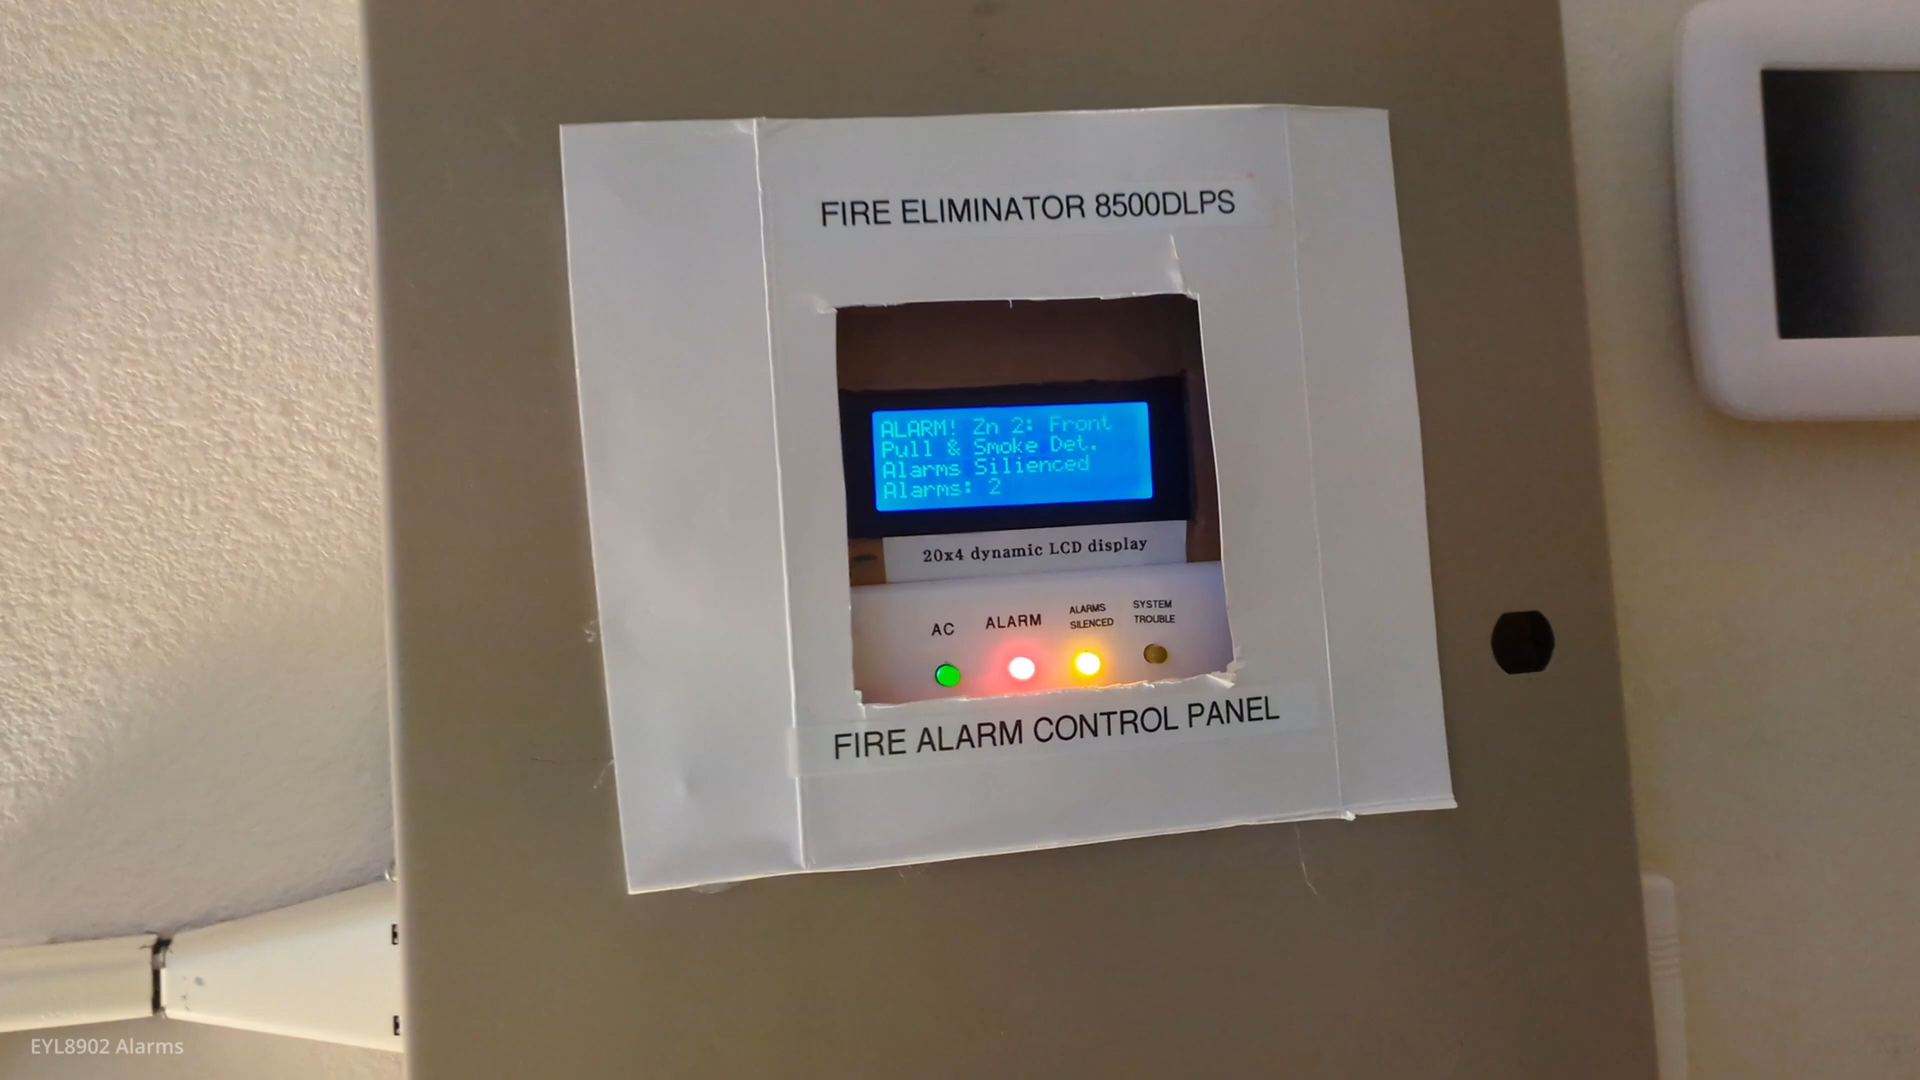 FIRE ELIMINATOR 8500DLPS
ALARM! Zn 2: Front
Pull & Smoke Det.
Alarms Silienced
Alarms: 2
20x4 dynamic LCD display
AC
ALARM
ALARMS
SILENCED
SYSTEM
TROUBLE
FIRE ALARM CONTROL PANEL
EYL8902 Alarms